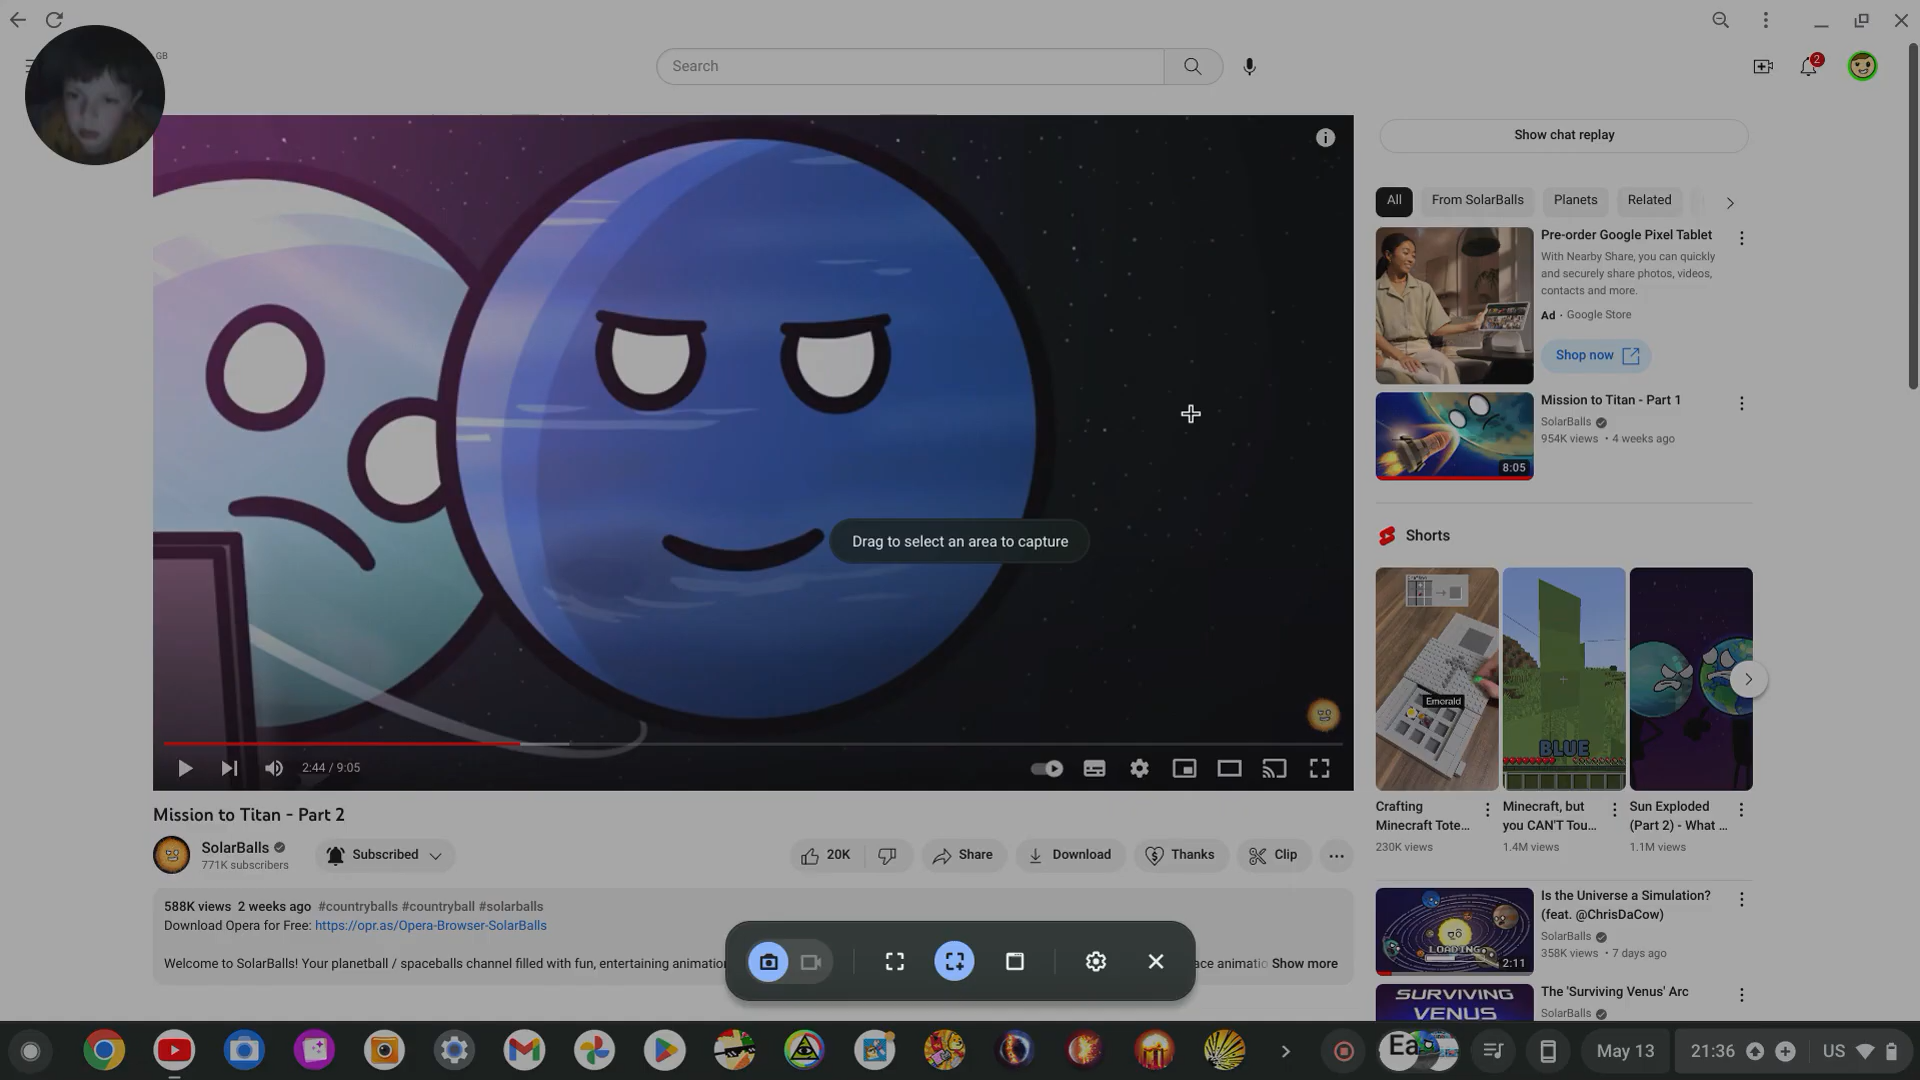 GB
Search
2
Show chat replay
All
From SolarBalls
Planets
Related
Pre-order Google Pixel Tablet
With Nearby Share, you can quickly
and securely share photos, videos,
contacts and more.
Ad · Google Store
Shop now
Mission to Titan - Part 1
SolarBalls
954K views • 4 weeks ago
8:05
Drag to select an area to capture
Shorts
Emerald
BLUE
2:44 / 9:05
Crafting
Minecraft Tote...
230K views
Minecraft, but
you CAN'T Tou...
1.4M views
Sun Exploded
(Part 2) - What ...
1.1M views
Mission to Titan - Part 2
SolarBalls
771K subscribers
Subscribed
20K
Share
Download
Thanks
Clip
588K views 2 weeks ago #countryballs #countryball #solarballs
Download Opera for Free: https://opr.as/Opera-Browser-SolarBalls
Welcome to SolarBalls! Your planetball / spaceballs channel filled with fun, entertaining animation
ace animatio Show more
LOADING
2:11
Is the Universe a Simulation?
(feat. @ChrisDaCow)
SolarBalls
358K views • 7 days ago
SURVIVING
VENUS
The 'Surviving Venus' Arc
SolarBalls
Ea
May 13
21:36
US